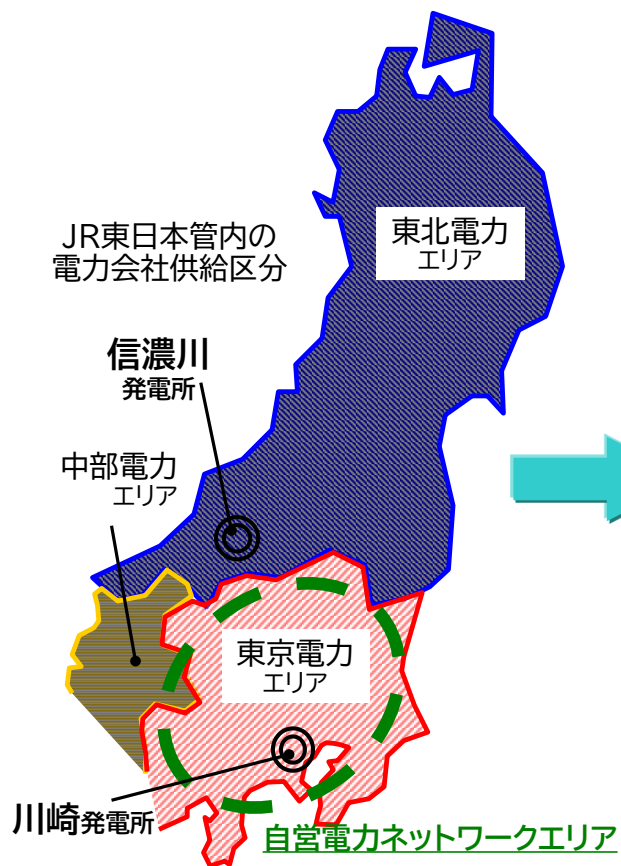 JR東日本管内の
電力会社供給区分
東北電力
エリア
信濃川
発電所
中部電力
エリア
東京電力
エリア
川崎発電所
自営電力ネットワークエリア